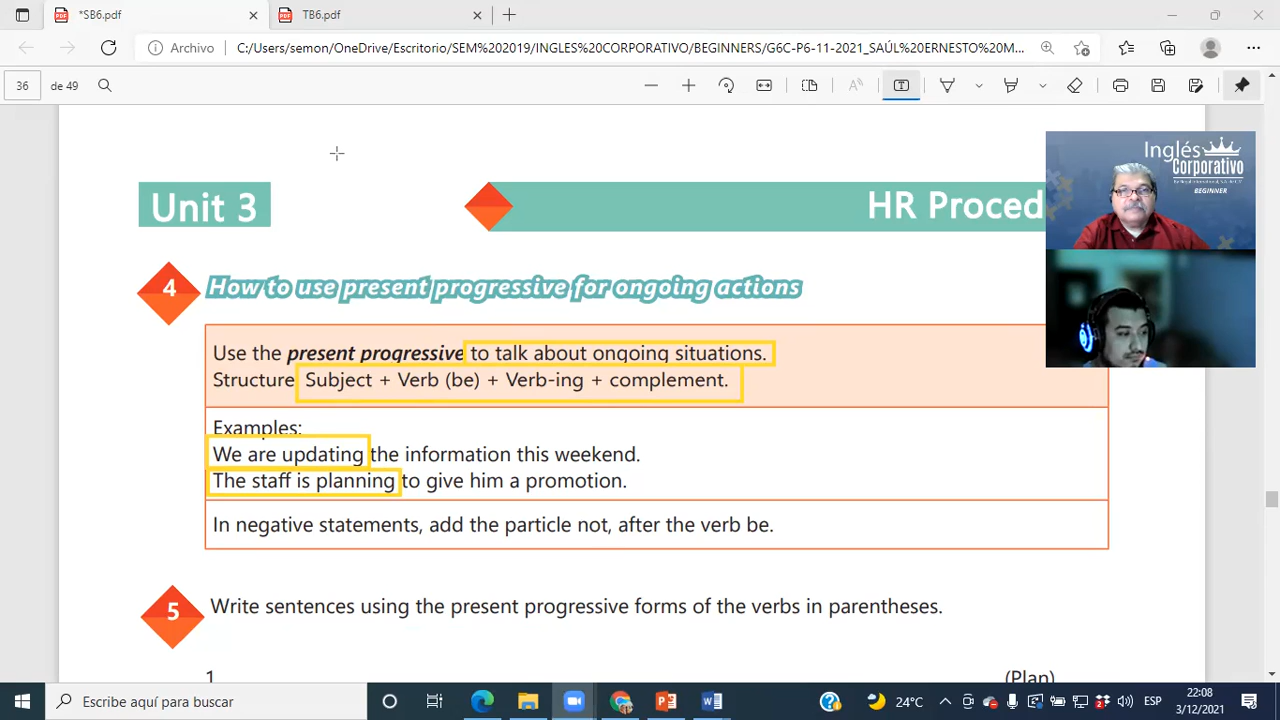 *SB6.pdf
TB6.pdf
Archivo
C:/Users/semon/OneDrive/Escritorio/SEM%202019/INGLES%20CORPORATIVO/BEGINNERS/G6C-P6-11-2021_SAÚL%20ERNESTO%20M...
36 de 49
Inglés
Corporativo
BEGINNER
Unit 3
HR Proced
4
How to use present progressive for ongoing actions
Use the present progressive to talk about ongoing situations.
Structure Subject + Verb (be) + Verb-ing + complement.
Examples:
We are updating the information this weekend.
The staff is planning to give him a promotion.
In negative statements, add the particle not, after the verb be.
5
Write sentences using the present progressive forms of the verbs in parentheses.
1
(Plan)
Escribe aquí para buscar
24°C
ESP
22:08
3/12/2021